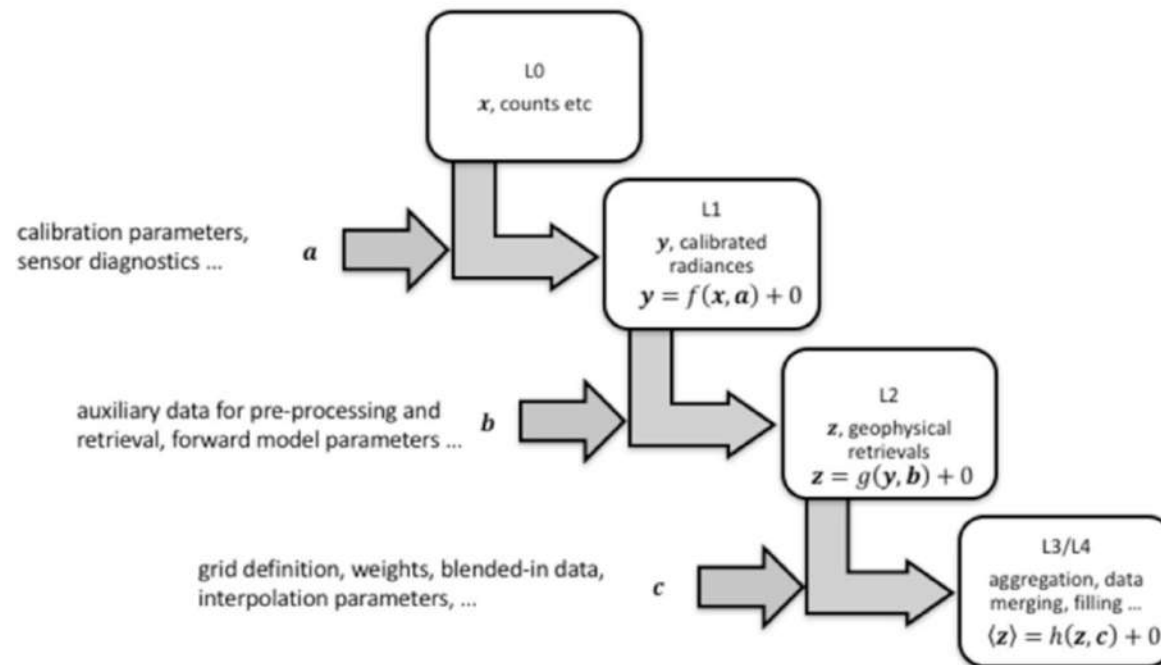 L0
x, counts etc
calibration parameters,
sensor diagnostics ...
a
L1
y, calibrated
radiances
y = f(x, a) + 0
auxiliary data for pre-processing and
retrieval, forward model parameters ...
b
L2
z, geophysical
retrievals
z = g(y, b) + 0
grid definition, weights, blended-in data,
interpolation parameters, ...
c
L3/L4
aggregation, data
merging, filling ...
⟨z⟩ = h(z, c) + 0